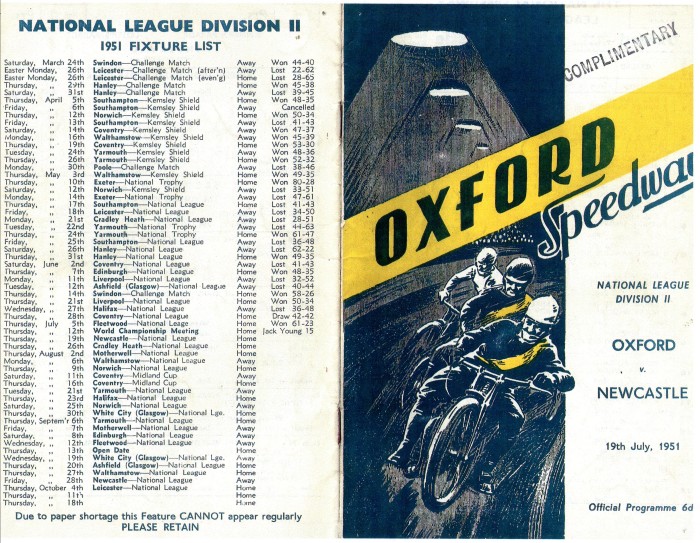 NATIONAL LEAGUE DIVISION II
1951 FIXTURE LIST
Saturday, March 24th Swindon—Challenge Match Away Won 44-40
Easter Monday, 26th Leicester—Challenge Match (after'n) Away Lost 22-62
Easter Monday, 26th Leicester—Challenge Match (even'g) Home Lost 28-65
Thursday, ,, 29th Hanley—Challenge Match Home Won 45-38
Saturday, ,, 31st Hanley—Challenge Match Away Lost 39-45
Thursday, April 5th Southampton—Kemsley Shield Home Won 48-35
Friday, ,, 6th Southampton—Kemsley Shield Away Cancelled
Thursday, ,, 12th Norwich—Kemsley Shield Home Won 50-34
Friday, ,, 13th Southampton—Kemsley Shield Away Lost 41-43
Saturday, ,, 14th Coventry—Kemsley Shield Away Won 47-37
Monday, ,, 16th Walthamstow—Kemsley Shield Away Won 45-39
Thursday, ,, 19th Coventry—Kemsley Shield Home Won 53-30
Tuesday, ,, 24th Yarmouth—Kemsley Shield Away Won 48-36
Thursday, ,, 26th Yarmouth—Kemsley Shield Home Won 52-32
Monday, ,, 30th Poole—Challenge Match Away Lost 38-46
Thursday, May 3rd Walthamstow—Kemsley Shield Home Won 49-35
Thursday, ,, 10th Exeter—National Trophy Home Won 80-28
Saturday, ,, 12th Norwich—Kemsley Shield Away Lost 33-51
Monday, ,, 14th Exeter—National Trophy Away Lost 47-61
Thursday, ,, 17th Southampton—National League Home Lost 41-43
Friday, ,, 18th Leicester—National League Away Lost 34-50
Monday, ,, 21st Cradley Heath—National League Away Lost 28-51
Tuesday, ,, 22nd Yarmouth—National Trophy Away Lost 44-63
Thursday, ,, 24th Yarmouth—National Trophy Home Won 61-47
Friday, ,, 25th Southampton—National League Away Lost 36-48
Saturday, ,, 26th Hanley—National League Away Lost 62-22
Thursday, ,, 31st Hanley—National League Home Won 49-35
Saturday, June 2nd Coventry—National League Away Lost 41-43
Thursday, ,, 7th Edinburgh—National League Home Won 48-35
Monday, ,, 11th Liverpool—National League Away Lost 32-52
Tuesday, ,, 12th Ashfield (Glasgow)—National League Away Lost 40-44
Thursday, ,, 14th Swindon—Challenge Match Home Won 58-26
Thursday, ,, 21st Liverpool—National League Home Won 50-34
Wednesday, ,, 27th Halifax—National League Away Lost 36-48
Thursday, ,, 28th Coventry—National League Home Draw 42-42
Thursday, July 5th Fleetwood—National Leage Home Won 61-23
Thursday, ,, 12th World Championship Meeting Home Jack Young 15
Thursday, ,, 19th Newcastle—National League Home
Thursday, ,, 26th Cradley Heath—National League Home
Thursday, August 2nd Motherwell—National League Home
Monday, ,, 6th Walthamstow—National League Away
Thursday, ,, 9th Norwich—National League Home
Saturday, ,, 11th Coventry—Midland Cup Away
Thursday, ,, 16th Coventry—Midland Cup Home
Tuesday, ,, 21st Yarmouth—National League Away
Thursday, ,, 23rd Halifax—National League Home
Saturday, ,, 25th Norwich—National League Away
Thursday, ,, 30th White City (Glasgow)—National Lge. Home
Thursday, Septem'r 6th Yarmouth—National League Home
Friday, ,, 7th Motherwell—National League Away
Saturday, ,, 8th Edinburgh—National League Away
Wednesday, ,, 12th Fleetwood—National League Away
Thursday, ,, 13th Open Date Home
Wednesday, ,, 19th White City (Glasgow)—National Lge. Away
Thursday, ,, 20th Ashfield (Glasgow)—National League Home
Thursday, ,, 27th Walthamstow—National League Home
Friday, ,, 28th Newcastle—National League Away
Thursday, October 4th Leicester—National League Home
Thursday, ,, 11th Home
Thursday, ,, 18th Home
Due to paper shortage this Feature CANNOT appear regularly
PLEASE RETAIN
COMPLIMENTARY
OXFORD
Speedway
NATIONAL LEAGUE
DIVISION II
OXFORD
v.
NEWCASTLE
19th July, 1951
Official Programme 6d